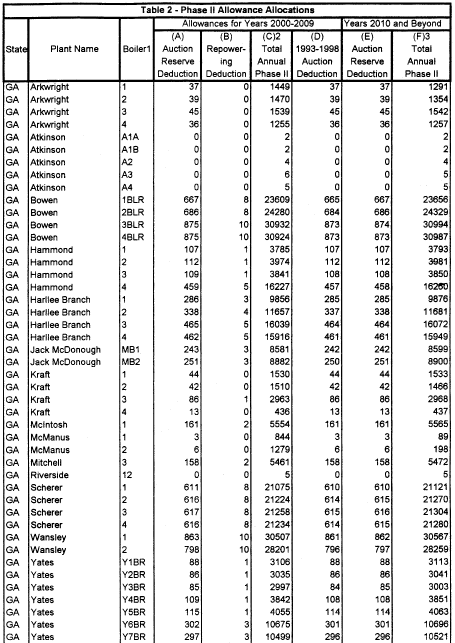 Table 2 - Phase II Allowance Allocations
Allowances for Years 2000-2009 Years 2010 and Beyond
(A) (B) (C)2 (D) (E) (F)3
Auction Repower- Total 1993-1998 Auction Total
State Plant Name Boiler1 Reserve ing Annual Auction Reserve Annual
Deduction Deduction Phase II Deduction Deduction Phase II
GA Arkwright 1 37 0 1449 37 37 1291
GA Arkwright 2 39 0 1470 39 39 1354
GA Arkwright 3 45 0 1539 45 45 1542
GA Arkwright 4 36 0 1255 36 36 1257
GA Atkinson A1A 0 0 2 0 0 2
GA Atkinson A1B 0 0 2 0 0 2
GA Atkinson A2 0 0 4 0 0 4
GA Atkinson A3 0 0 6 0 0 5
GA Atkinson A4 0 0 5 0 0 5
GA Bowen 1BLR 667 8 23609 665 667 23656
GA Bowen 2BLR 686 8 24280 684 686 24329
GA Bowen 3BLR 875 10 30932 873 874 30994
GA Bowen 4BLR 875 10 30924 873 873 30987
GA Hammond 1 107 1 3785 107 107 3793
GA Hammond 2 112 1 3974 112 112 3981
GA Hammond 3 109 1 3841 108 108 3850
GA Hammond 4 459 5 16227 457 458 16260
GA Harllee Branch 1 286 3 9856 285 285 9876
GA Harllee Branch 2 338 4 11657 337 338 11681
GA Harllee Branch 3 465 5 16039 464 464 16072
GA Harllee Branch 4 462 5 15916 461 461 15949
GA Jack McDonough MB1 243 3 8581 242 242 8599
GA Jack McDonough MB2 251 3 8882 250 251 8900
GA Kraft 1 44 0 1530 44 44 1533
GA Kraft 2 42 0 1510 42 42 1466
GA Kraft 3 86 1 2963 86 86 2968
GA Kraft 4 13 0 436 13 13 437
GA McIntosh 1 161 2 5554 161 161 5565
GA McManus 1 3 0 844 3 3 89
GA McManus 2 6 0 1279 6 6 198
GA Mitchell 3 158 2 5461 158 158 5472
GA Riverside 12 0 0 5 0 0 5
GA Scherer 1 611 8 21075 610 610 21121
GA Scherer 2 616 8 21224 614 615 21270
GA Scherer 3 617 8 21258 615 616 21304
GA Scherer 4 616 8 21234 614 615 21280
GA Wansley 1 863 10 30507 861 862 30567
GA Wansley 2 798 10 28201 796 797 28259
GA Yates Y1BR 88 1 3106 88 88 3113
GA Yates Y2BR 86 1 3035 86 86 3041
GA Yates Y3BR 85 1 2997 84 85 3003
GA Yates Y4BR 109 1 3842 108 108 3851
GA Yates Y5BR 115 1 4055 114 114 4063
GA Yates Y6BR 302 3 10675 301 301 10696
GA Yates Y7BR 297 3 10499 296 296 10521